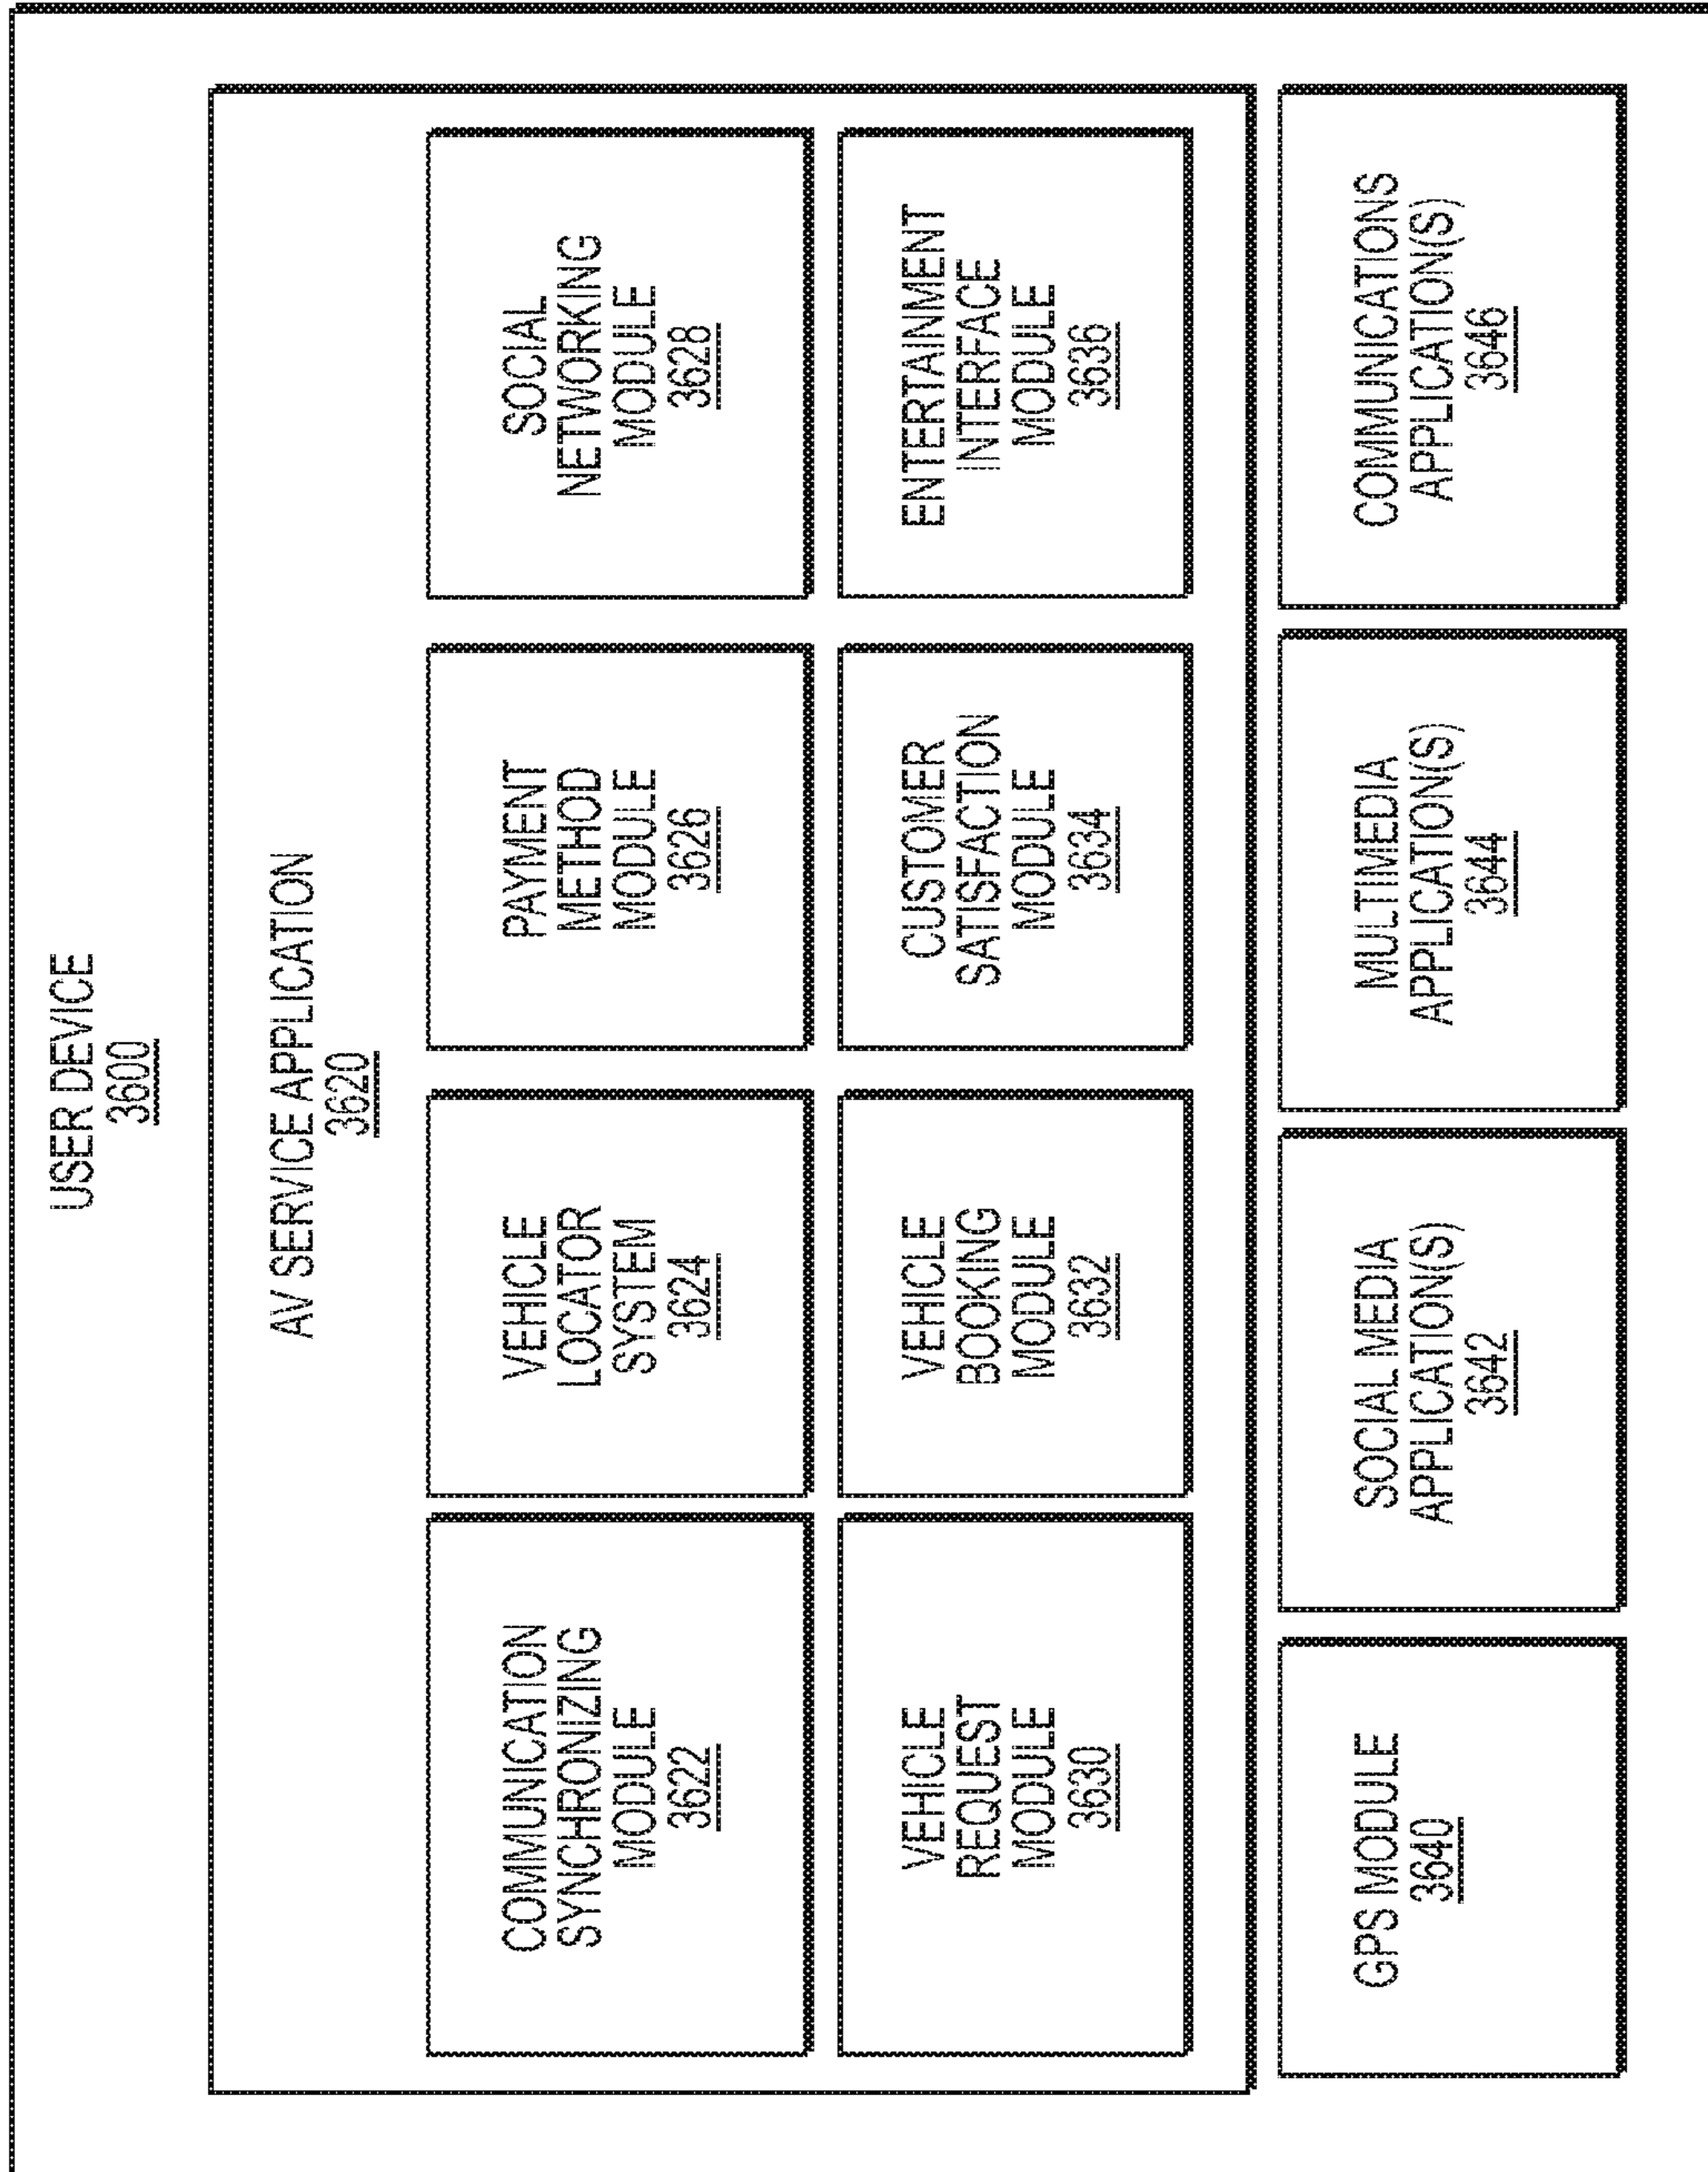 USER DEVICE
3600
AV SERVICE APPLICATION
3620
COMMUNICATION
SYNCHRONIZING
MODULE
3622
VEHICLE
LOCATOR
SYSTEM
3624
PAYMENT
METHOD
MODULE
3626
SOCIAL
NETWORKING
MODULE
3628
VEHICLE
REQUEST
MODULE
3630
VEHICLE
BOOKING
MODULE
3632
CUSTOMER
SATISFACTION
MODULE
3634
ENTERTAINMENT
INTERFACE
MODULE
3636
GPS MODULE
3640
SOCIAL MEDIA
APPLICATION(S)
3642
MULTIMEDIA
APPLICATION(S)
3644
COMMUNICATIONS
APPLICATION(S)
3646